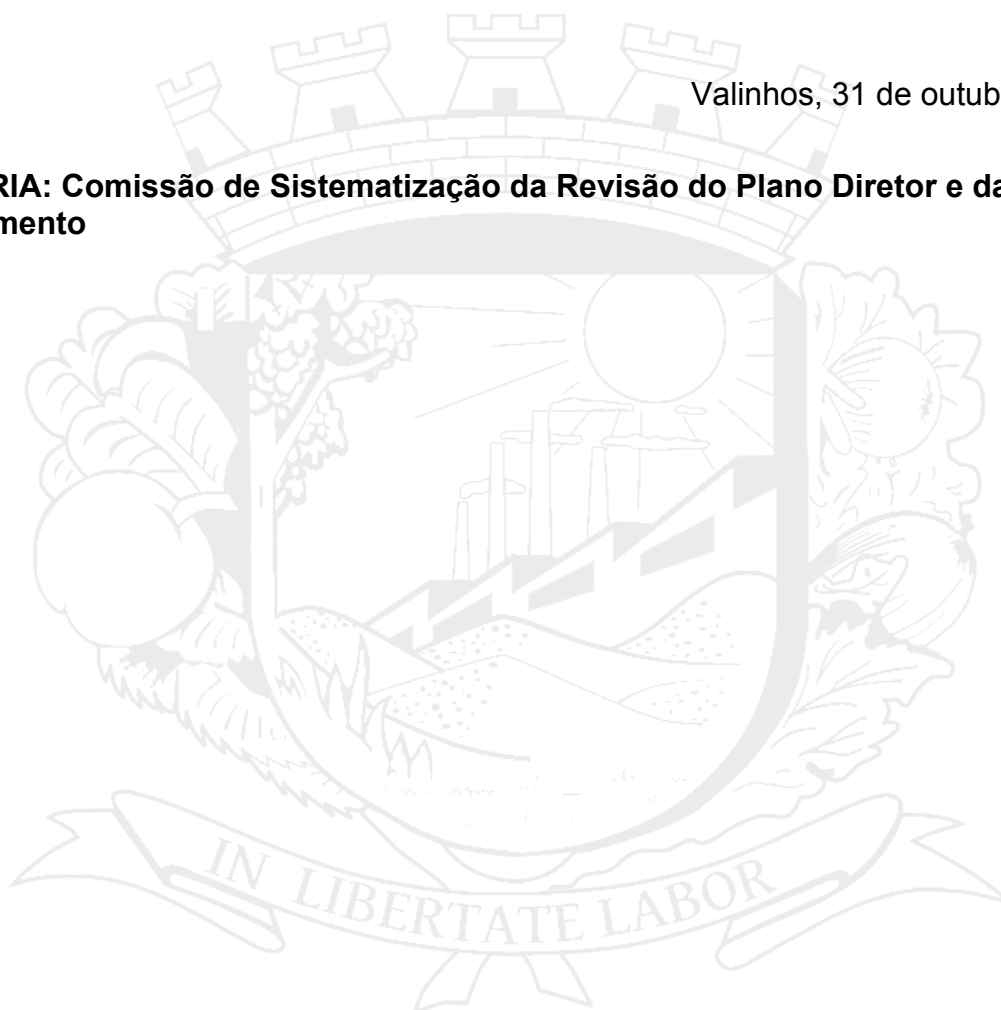 Valinhos, 31 de outub
RIA: Comissão de Sistematização da Revisão do Plano Diretor e da
mento
IN LIBERTATE LABOR